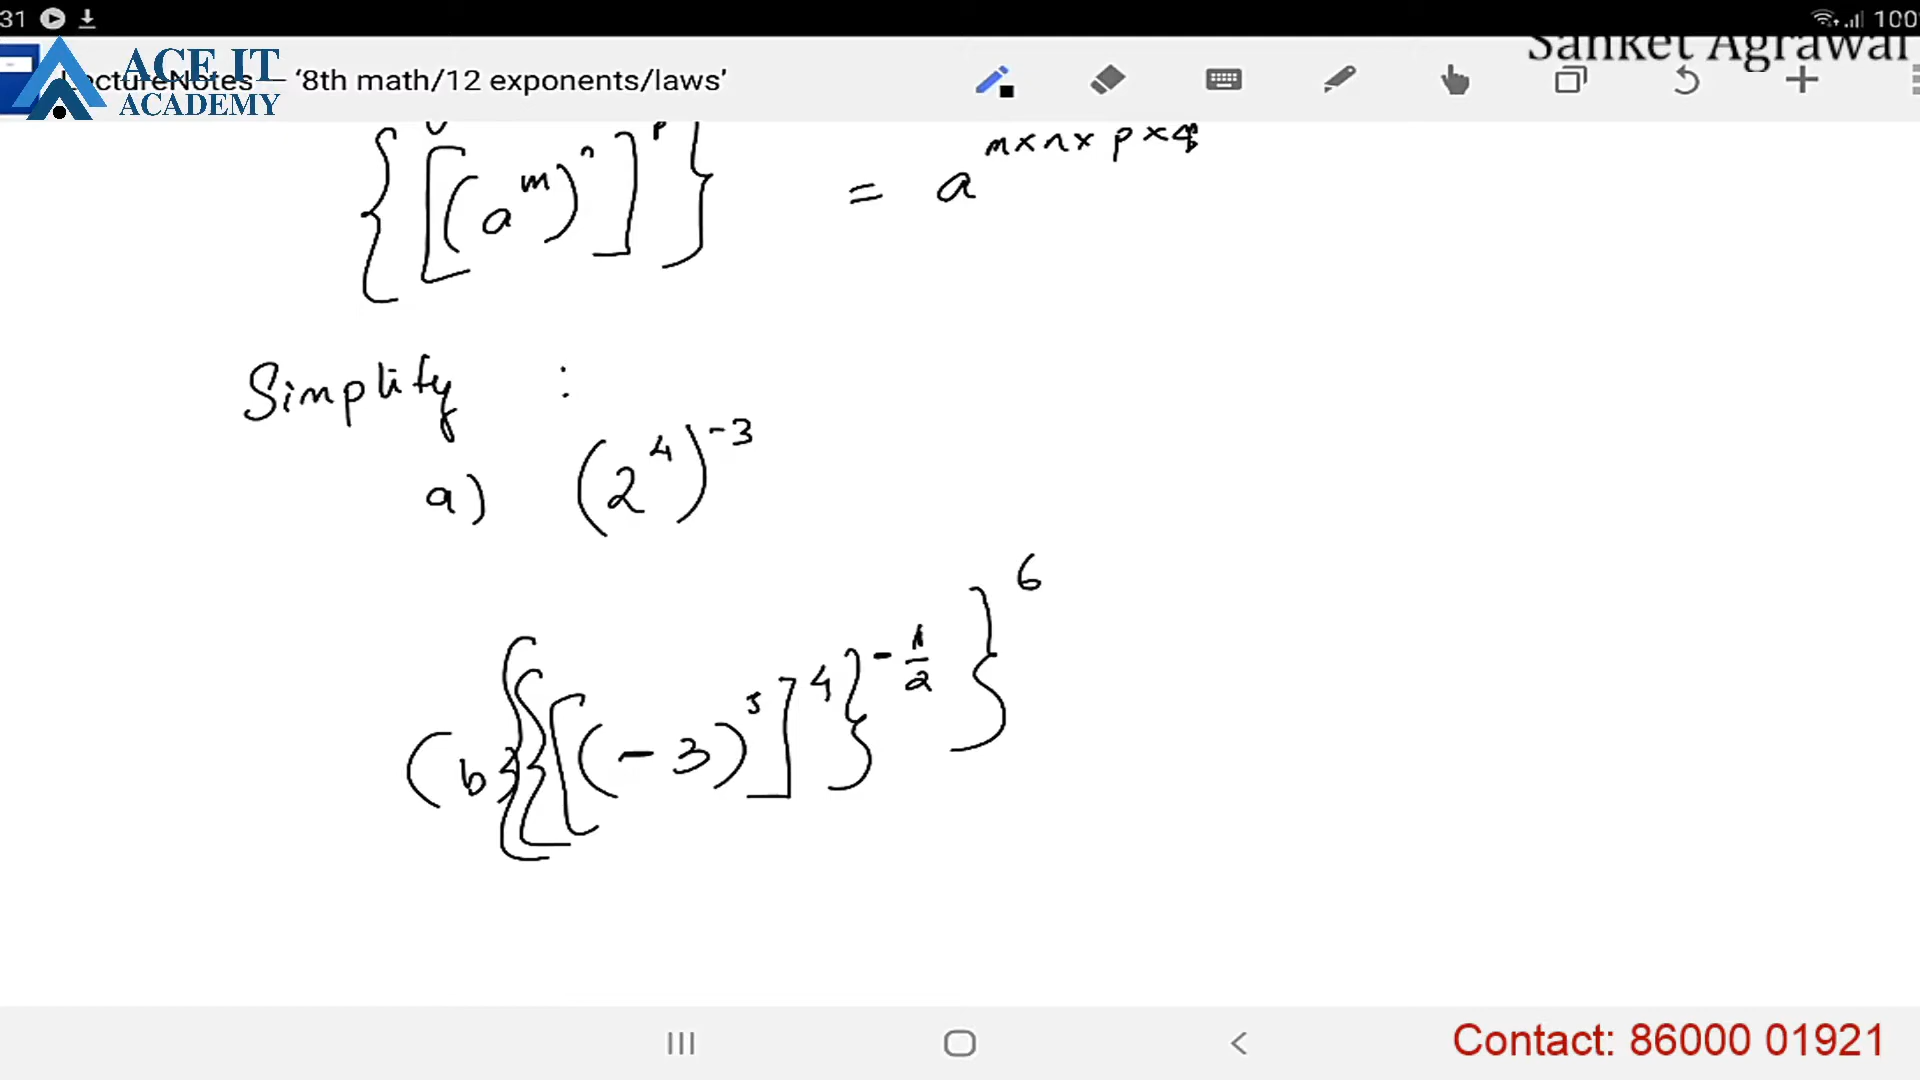 31 100
ACE IT
ACADEMY
LectureNotes – ‘8th math/12 exponents/laws’
Sanket Agrawal
{[(a^m)^n]^p} = a^{m×n×p×q}
Simplify :
a) (2^4)^{-3}
(b) {{[(-3)^5]^4}^{-1/2}}^6
Contact: 86000 01921